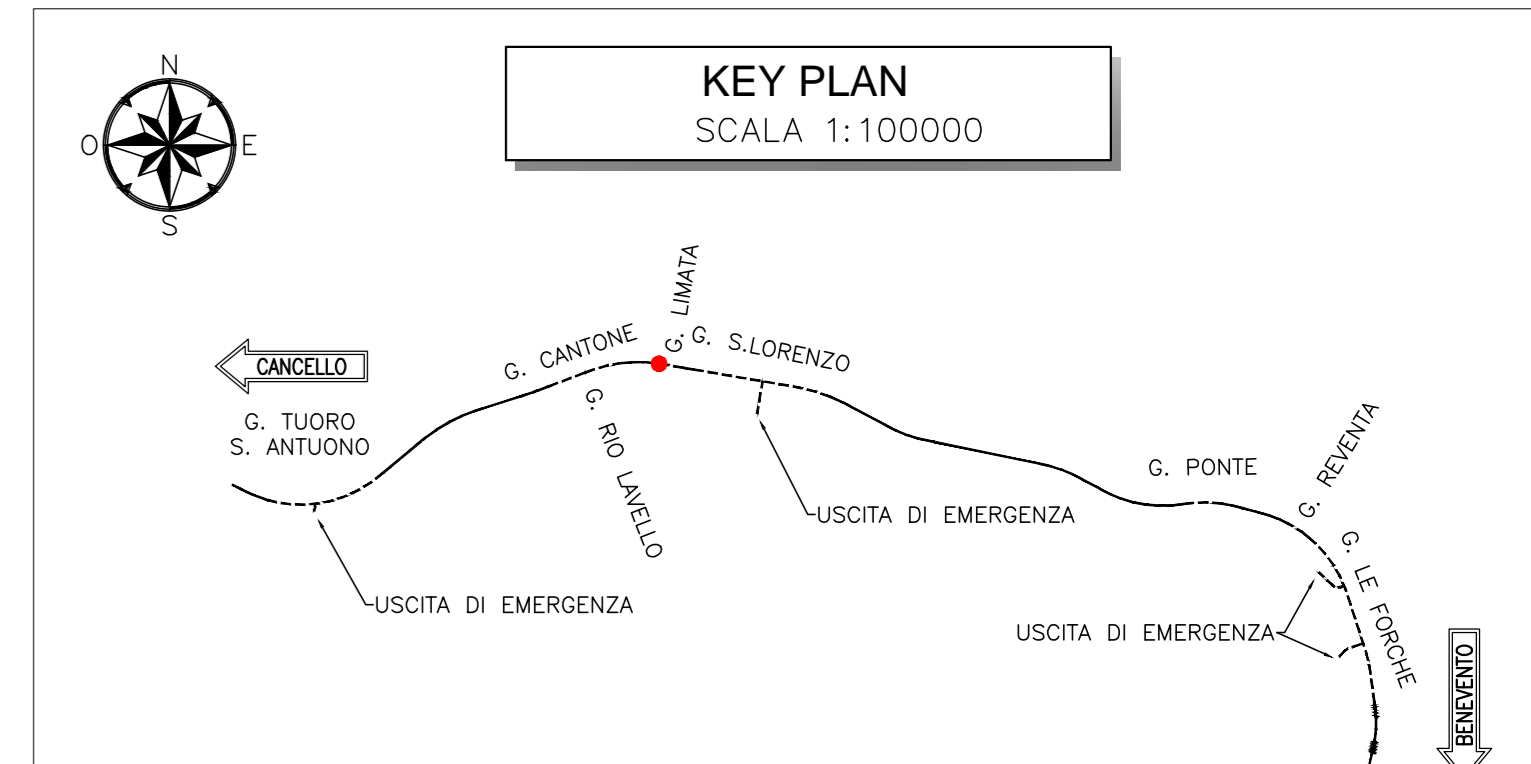 N
O
E
S
KEY PLAN
SCALA 1:100000
CANCELLO
G. TUORO
S. ANTUONO
G. CANTONE
G. RIO LAVELLO
G. LIMATA
G. S.LORENZO
USCITA DI EMERGENZA
USCITA DI EMERGENZA
G. PONTE
G. REVENTA
G. LE FORCHE
USCITA DI EMERGENZA
BENEVENTO